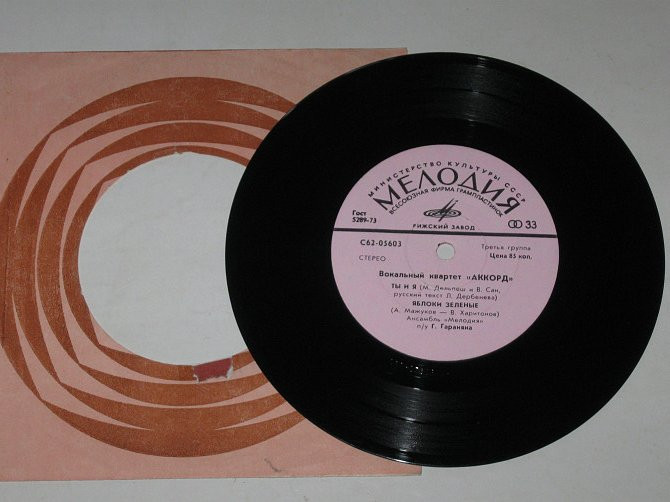 МИНИСТЕРСТВО КУЛЬТУРЫ СССР
МЕЛОДИЯ
ВСЕСОЮЗНАЯ ФИРМА ГРАМПЛАСТИНОК
Гост
5289-73
33
РИЖСКИЙ ЗАВОД
С62-05603
Третья группа
Цена 85 коп.
СТЕРЕО
Вокальный квартет «АККОРД»
ТЫ И Я (М. Дельпеш и В. Сан,
русский текст Л. Дербенева)
ЯБЛОКИ ЗЕЛЕНЫЕ
(А. Мажуков — В. Харитонов)
Ансамбль «Мелодия»
п/у Г. Гараняна